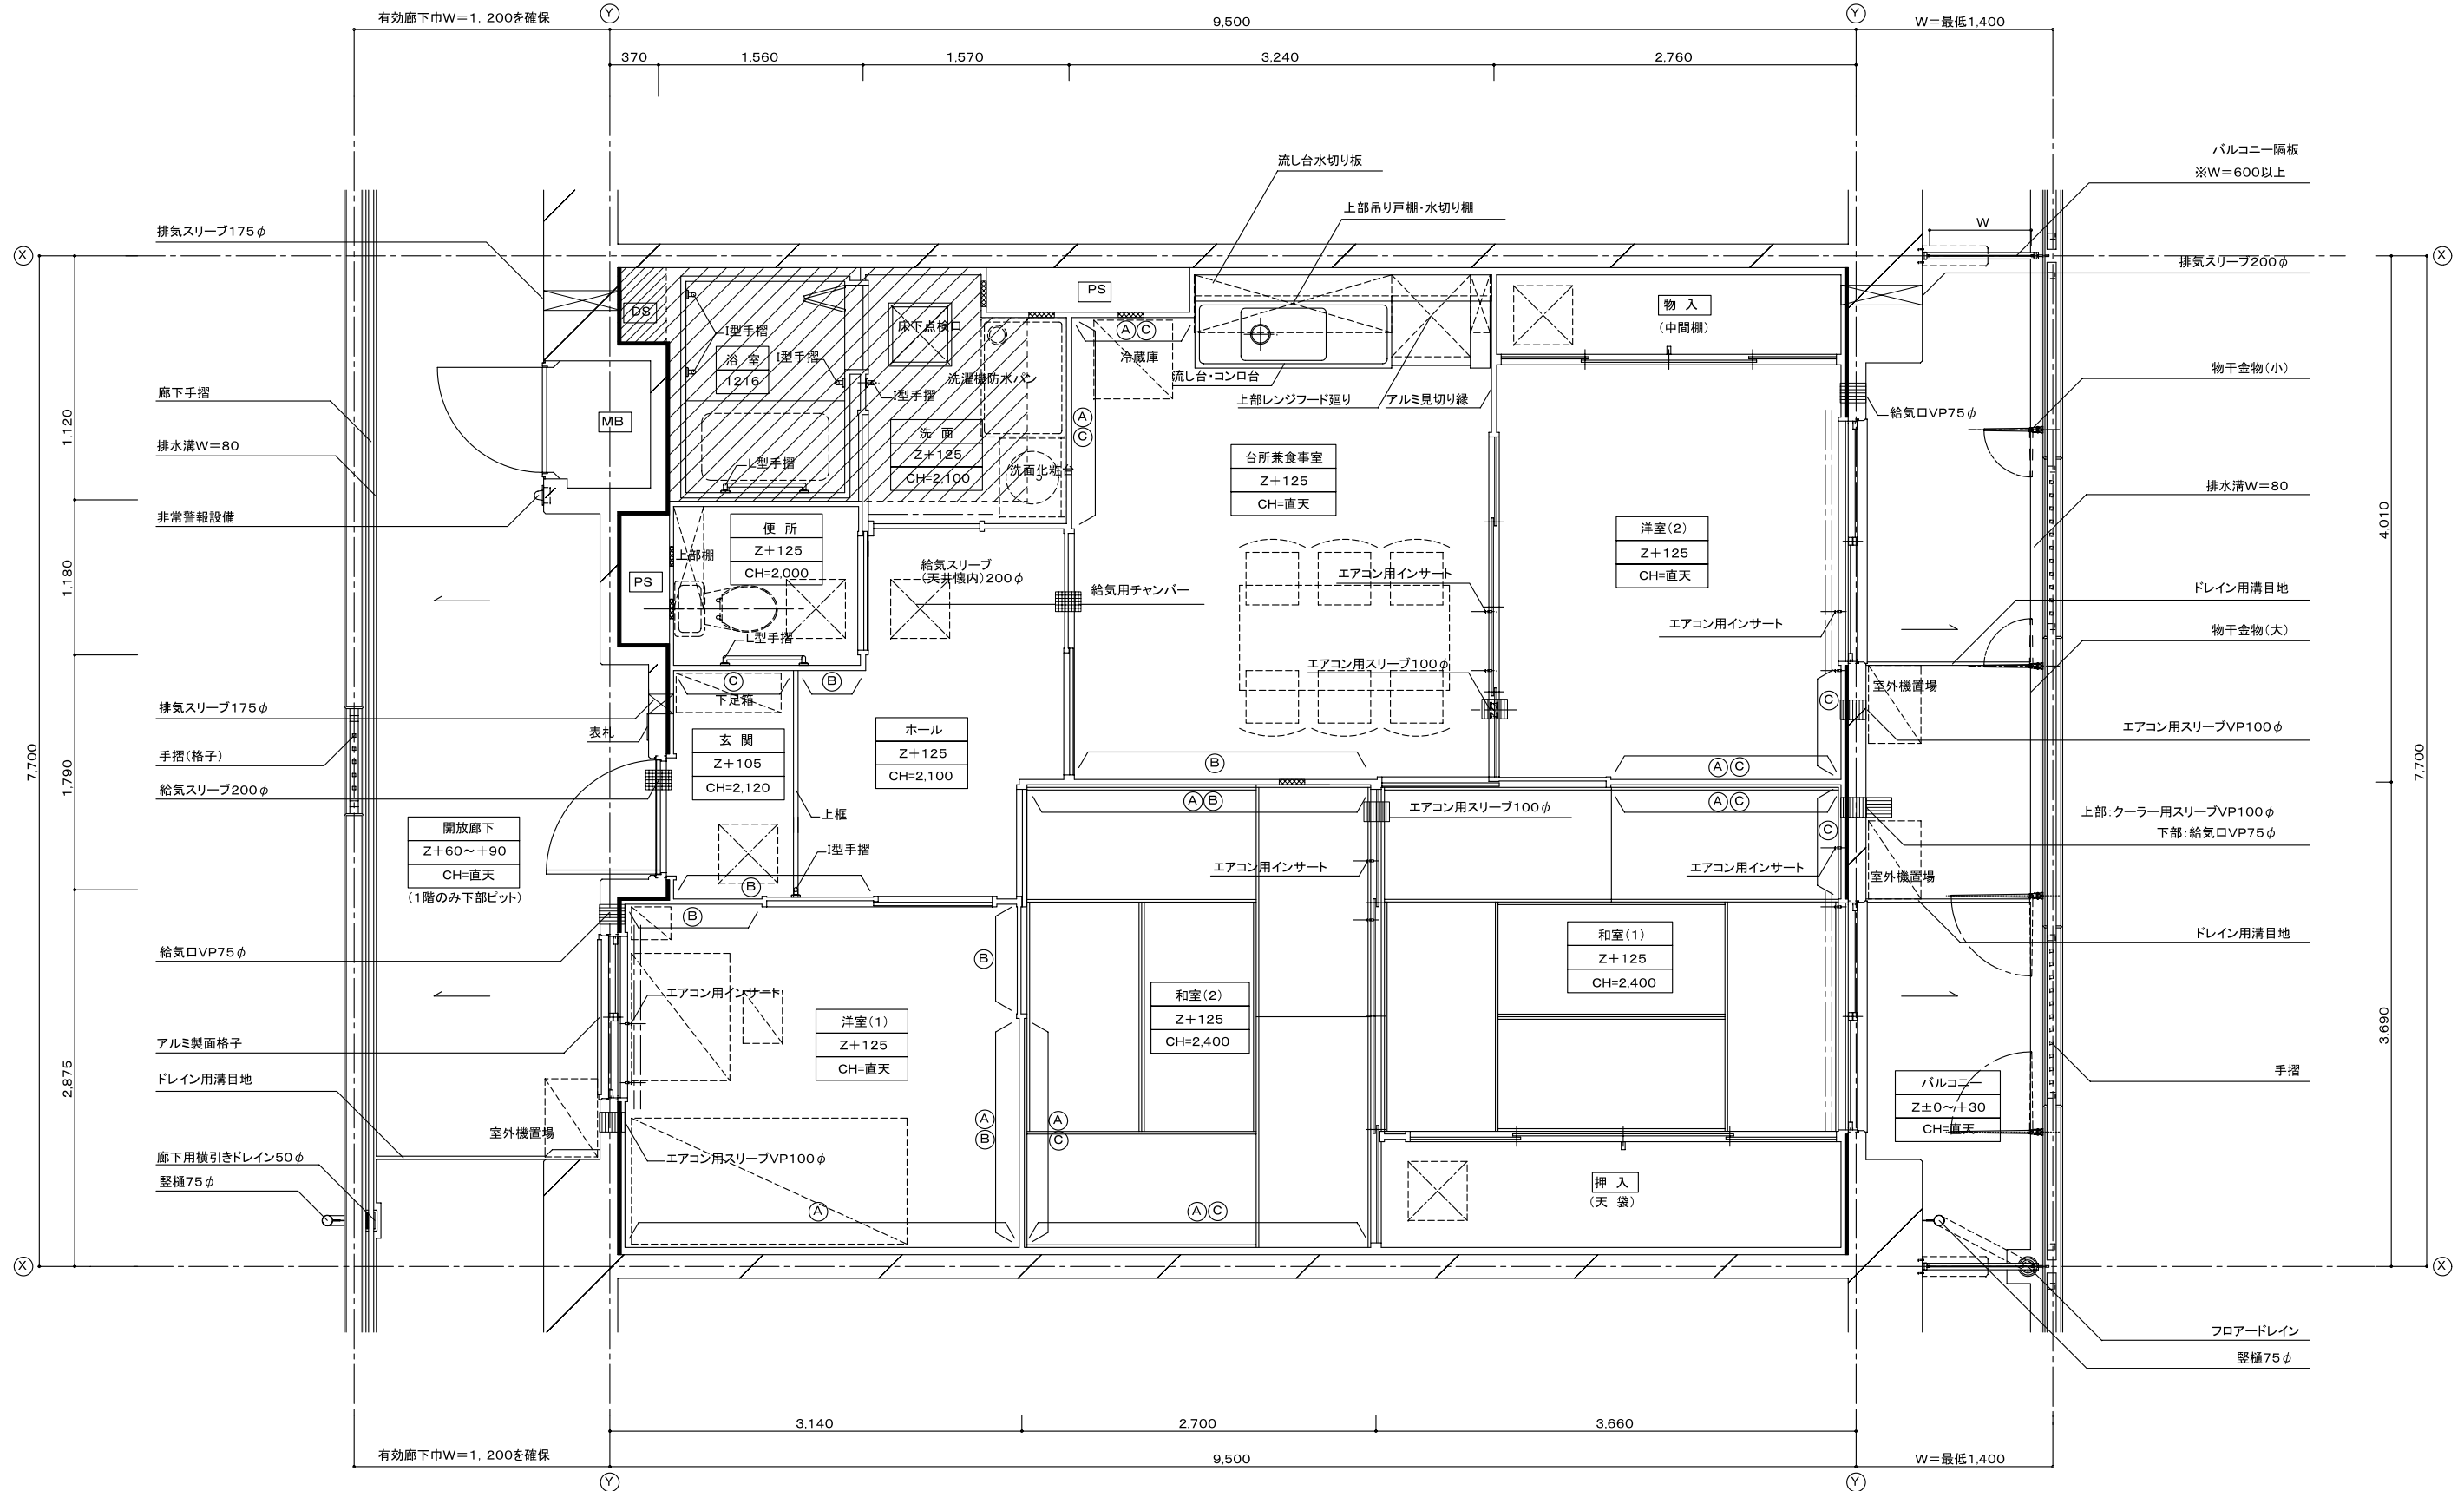 有効廊下巾W=1,200を確保
Y
9,500
Y
W=最低1,400
370
1,560
1,570
3,240
2,760
バルコニー隔板
※W=600以上
流し台水切り板
上部吊り戸棚・水切り棚
W
排気スリーブ175φ
X
X
排気スリーブ200φ
DS
PS
物 入
(中間棚)
I型手摺
床下点検口
A C
浴 室
1216
I型手摺
冷蔵庫
洗濯機防水パン
流し台・コンロ台
物干金物(小)
廊下手摺
I型手摺
上部レンジフード廻り
アルミ見切り縁
給気口VP75φ
MB
A
C
1,120
排水溝W=80
洗 面
Z+125
CH=2,100
L型手摺
洗面化粧台
台所兼食事室
Z+125
CH=直天
排水溝W=80
4,010
非常警報設備
便 所
Z+125
CH=2,000
洋室(2)
Z+125
CH=直天
上部棚
給気スリーブ
(天井懐内)200φ
給気用チャンバー
エアコン用インサート
1,180
PS
ドレイン用溝目地
エアコン用インサート
物干金物(大)
L型手摺
エアコン用スリーブ100φ
C
B
下足箱
室外機置場
C
排気スリーブ175φ
表札
玄 関
Z+105
CH=2,120
ホール
Z+125
CH=2,100
エアコン用スリーブVP100φ
手摺(格子)
7,700
1,790
7,700
B
A C
給気スリーブ200φ
A B
エアコン用スリーブ100φ
A C
上框
C
上部:クーラー用スリーブVP100φ
下部:給気口VP75φ
開放廊下
Z+60~+90
CH=直天
(1階のみ下部ピット)
I型手摺
エアコン用インサート
エアコン用インサート
室外機置場
B
B
給気口VP75φ
B
和室(1)
Z+125
CH=2,400
ドレイン用溝目地
エアコン用インサート
和室(2)
Z+125
CH=2,400
洋室(1)
Z+125
CH=直天
アルミ製面格子
3,690
2,875
ドレイン用溝目地
手摺
バルコニー
Z±0~+30
CH=直天
A
B
A
C
室外機置場
廊下用横引きドレイン50φ
エアコン用スリーブVP100φ
竪樋75φ
押 入
(天 袋)
A
A C
X
X
フロアードレイン
竪樋75φ
3,140
2,700
3,660
有効廊下巾W=1,200を確保
9,500
W=最低1,400
Y
Y